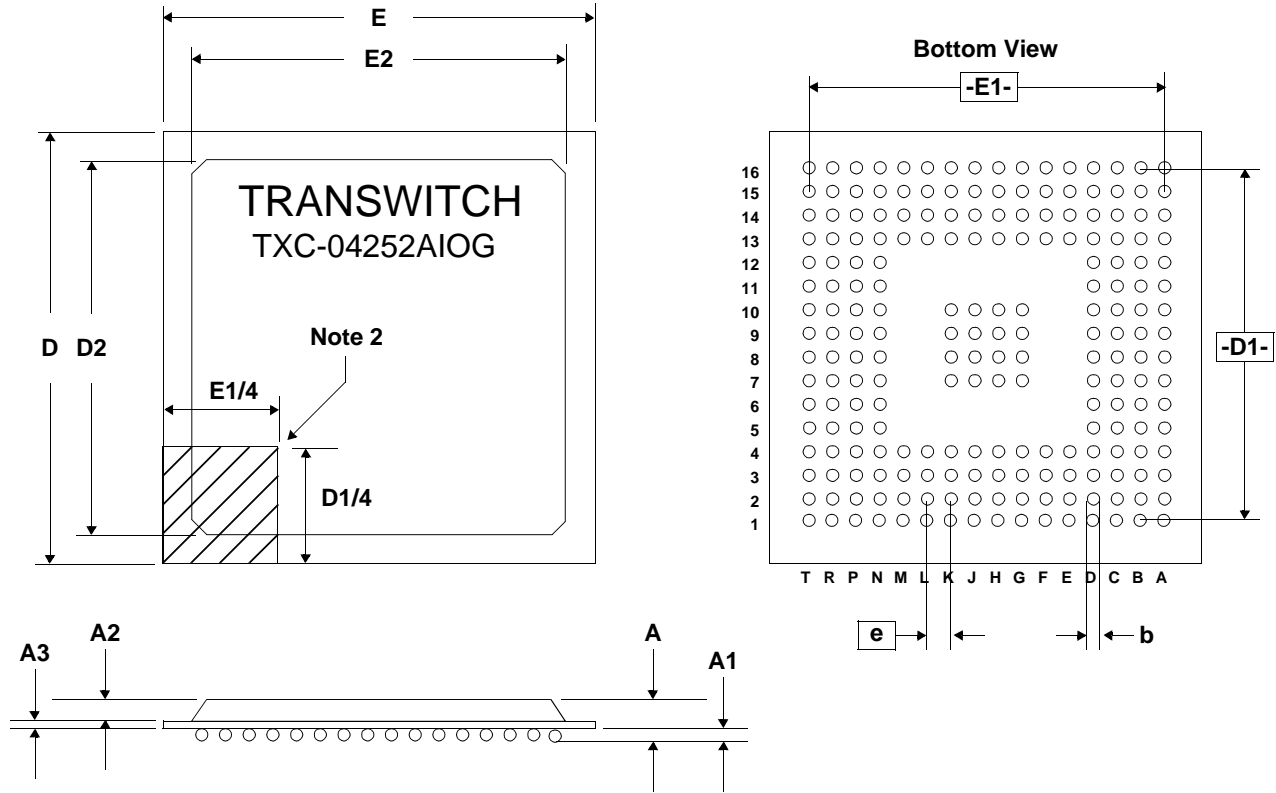 E
E2
Bottom View
-E1-
TRANSWITCH
TXC-04252AIOG
D
D2
Note 2
E1/4
D1/4
16
15
14
13
12
11
10
9
8
7
6
5
4
3
2
1
-D1-
T R P N M L K J H G F E D C B A
e
b
A3
A2
A
A1